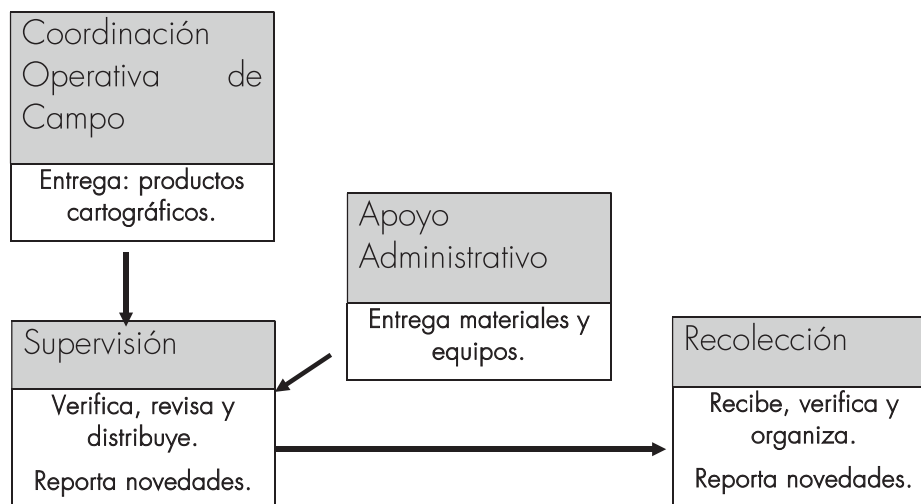 Coordinación
Operativa de
Campo
Entrega: productos
cartográficos.
Apoyo
Administrativo
Entrega materiales y
equipos.
Supervisión
Verifica, revisa y
distribuye.
Reporta novedades.
Recolección
Recibe, verifica y
organiza.
Reporta novedades.